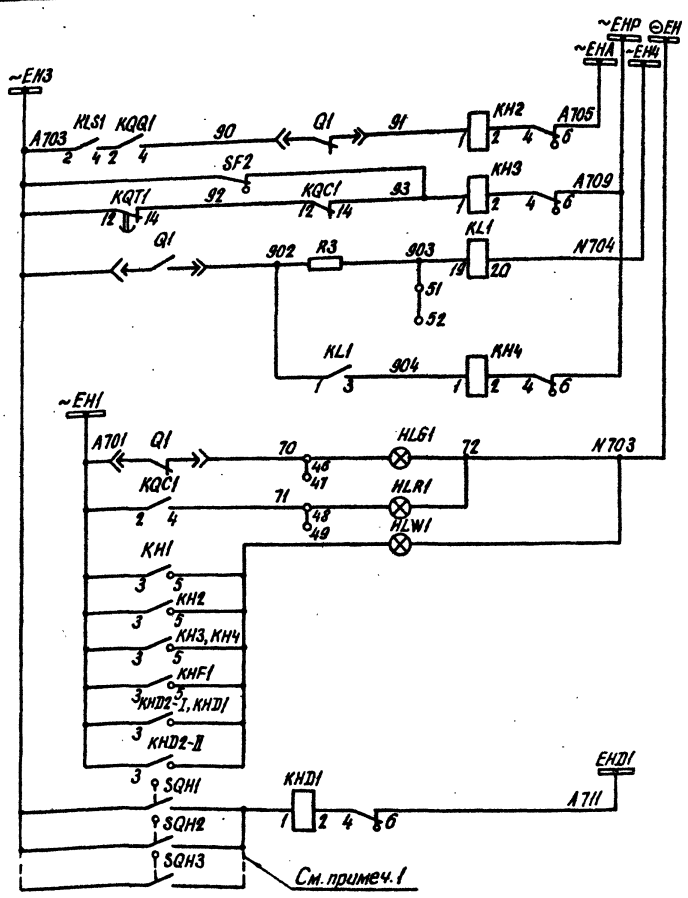 ~EHP ⊖EH
~EHA ~EH4
~EH3
A703 KLS1 KQQ1 90 Q1 91 KH2 A705
2 4 2 4 1 2 4 6
SF2
KQT1 92 KQC1 93 KH3 A709
12 14 12 14 1 2 4 6
Q1 902 R3 903 KL1 N704
19 20
51
52
KL1 904 KH4
1 3 1 2 4 6
~EH1
A701 Q1 70 HLG1 72 N703
46
47
KQC1 71 HLR1
2 4 48
49 HLW1
KH1
3 5
KH2
3 5
KH3, KH4
3 5
KHF1
3 5
KHD2-I, KHD1
3
KHD2-II
3
EHD1
SQH1 KHD1 A711
1 2 4 6
SQH2
SQH3
См. примеч. 1